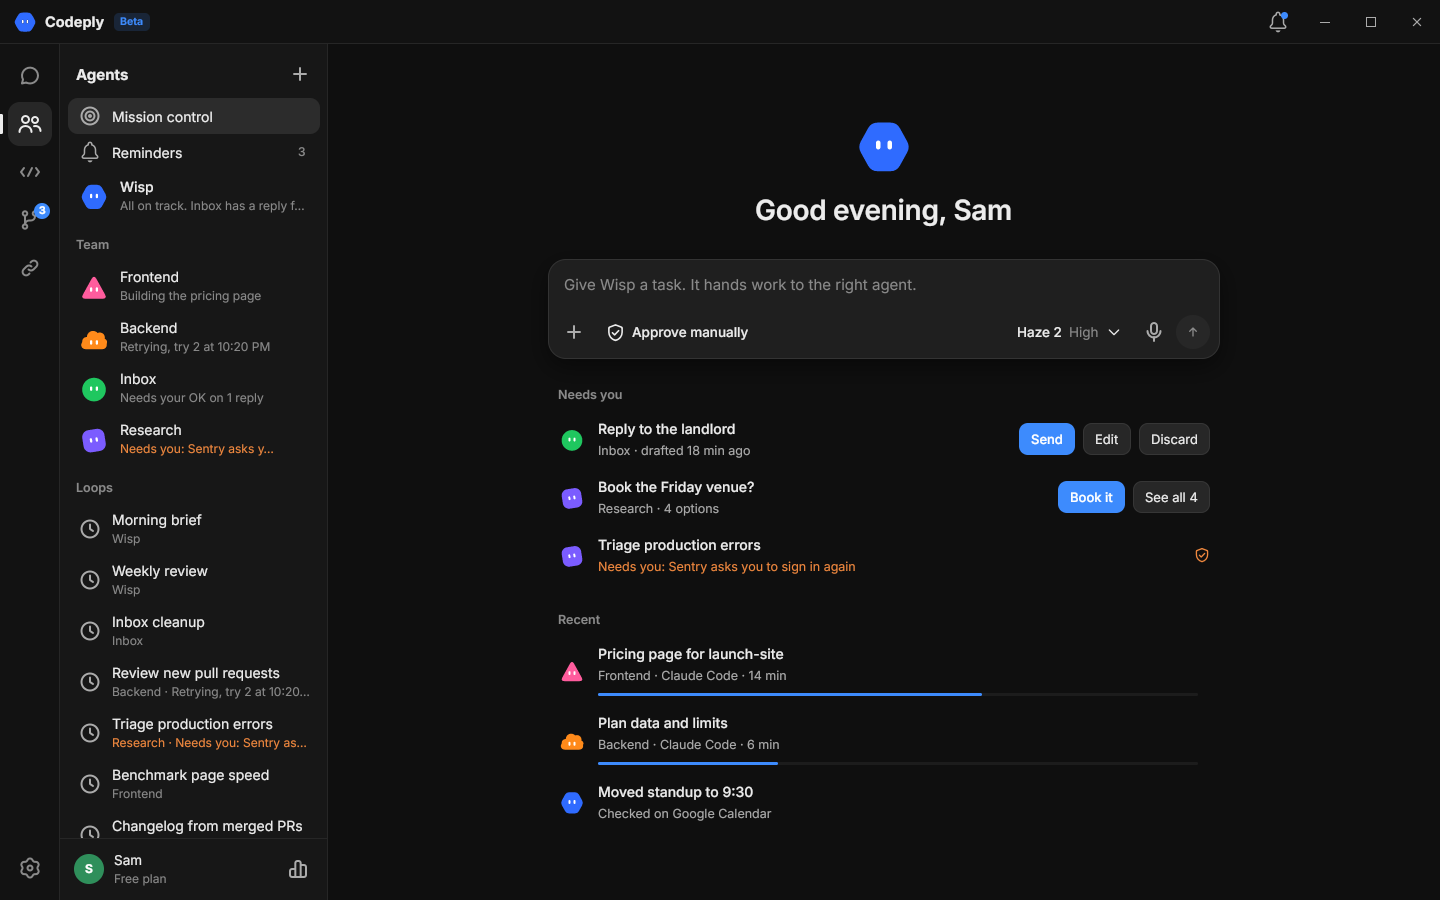 Codeply Beta
Agents
Mission control
Reminders 3
Wisp
All on track. Inbox has a reply f...
Team
Frontend
Building the pricing page
Backend
Retrying, try 2 at 10:20 PM
Inbox
Needs your OK on 1 reply
Research
Needs you: Sentry asks y...
Loops
Morning brief
Wisp
Weekly review
Wisp
Inbox cleanup
Inbox
Review new pull requests
Backend · Retrying, try 2 at 10:20...
Triage production errors
Research · Needs you: Sentry as...
Benchmark page speed
Frontend
Changelog from merged PRs
S
Sam
Free plan
3
Good evening, Sam
Give Wisp a task. It hands work to the right agent.
Approve manually
Haze 2 High
Needs you
Reply to the landlord
Inbox · drafted 18 min ago
Send Edit Discard
Book the Friday venue?
Research · 4 options
Book it See all 4
Triage production errors
Needs you: Sentry asks you to sign in again
Recent
Pricing page for launch-site
Frontend · Claude Code · 14 min
Plan data and limits
Backend · Claude Code · 6 min
Moved standup to 9:30
Checked on Google Calendar